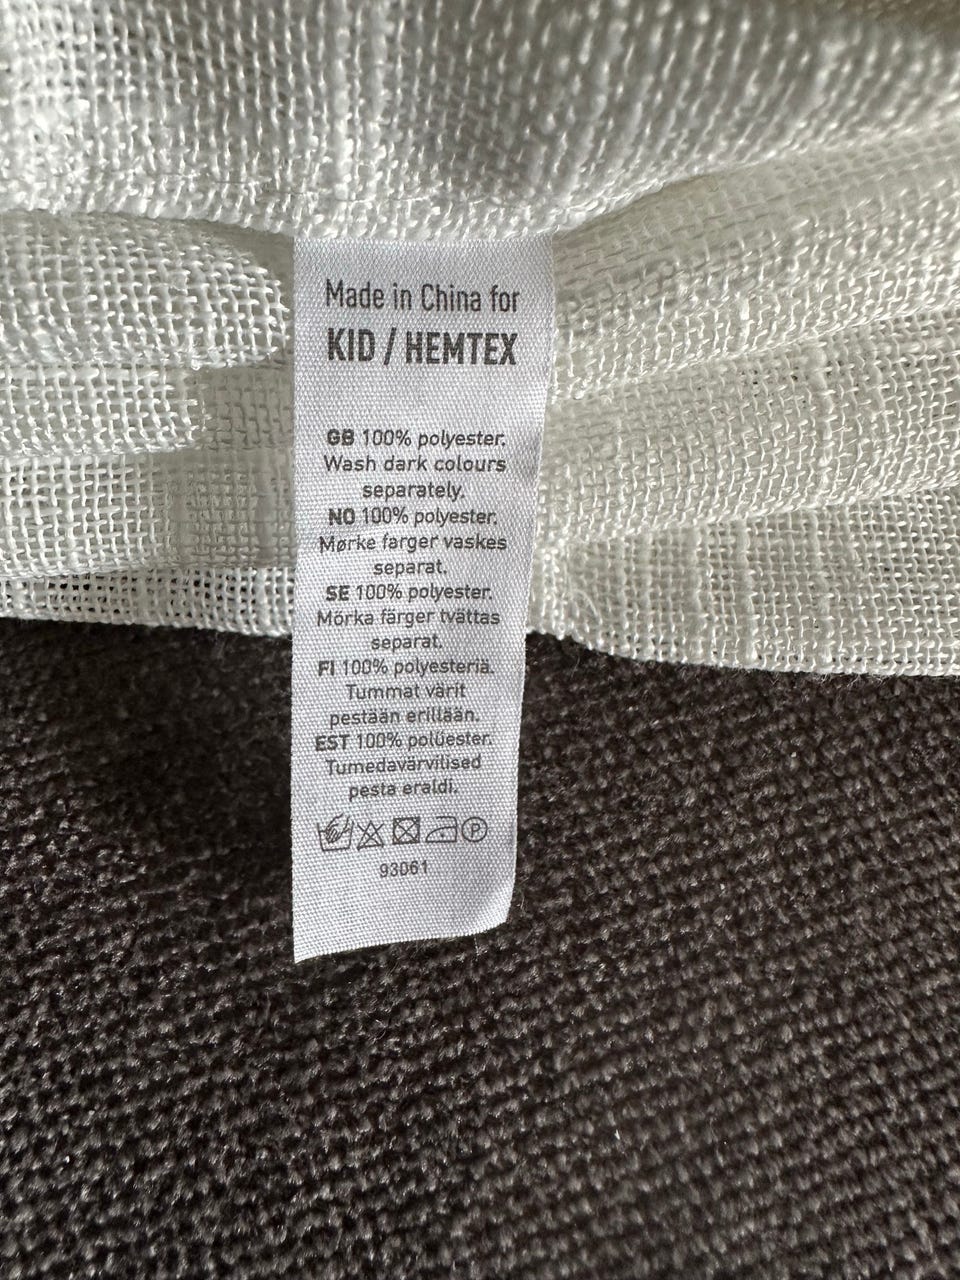 Made in China for
KID / HEMTEX
GB 100% polyester.
Wash dark colours
separately.
NO 100% polyester.
Mørke farger vaskes
separat.
SE 100% polyester.
Mörka färger tvättas
separat.
FI 100% polyesteriä.
Tummat värit
pestään erillään.
EST 100% polüester.
Tumedavärvilised
pesta eraldi.
P
93061